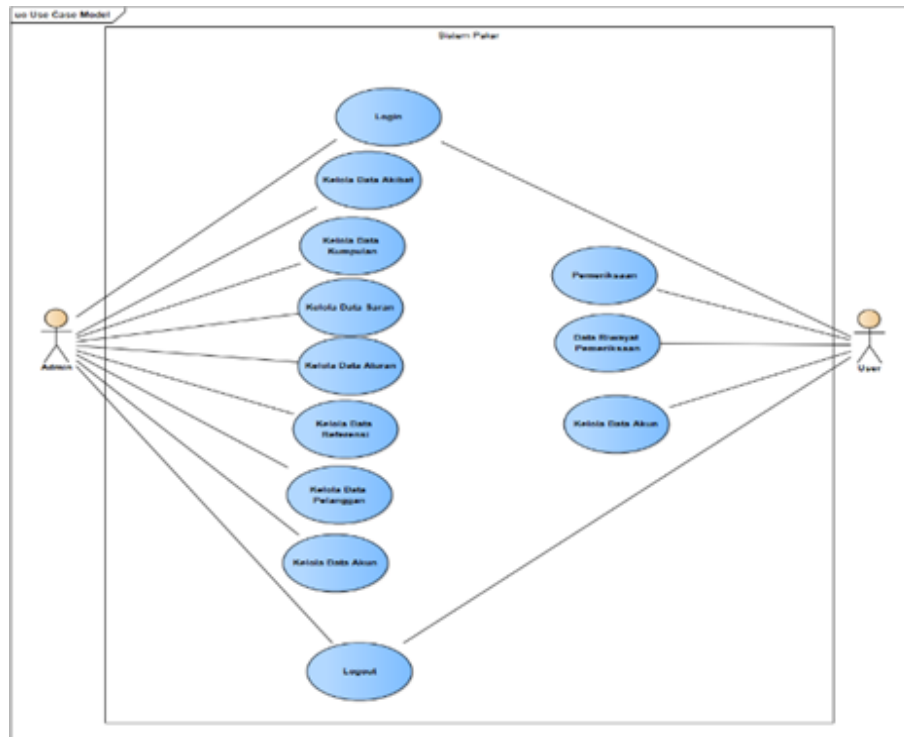 uc Use Case Model
Sistem Pakar
Login
Kelola Data Akibat
Kelola Data
Kumpulan
Kelola Data Saran
Kelola Data Aturan
Kelola Data
Referensi
Kelola Data
Pelanggan
Kelola Data Akun
Logout
Pemeriksaan
Data Riwayat
Pemeriksaan
Kelola Data Akun
Admin
User